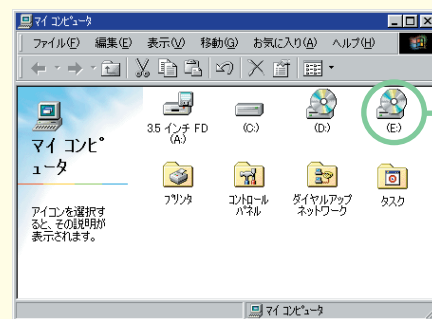 マイ コンピュータ
ファイル(F) 編集(E) 表示(V) 移動(G) お気に入り(A) ヘルプ(H)
マイ コンピ
ュータ
アイコンを選択す
ると、その説明が
表示されます。
3.5 インチ FD
(A:)
(C:)
(D:)
(E:)
プリンタ
コントロール
パネル
ダイヤルアップ
ネットワーク
タスク
マイ コンピュータ